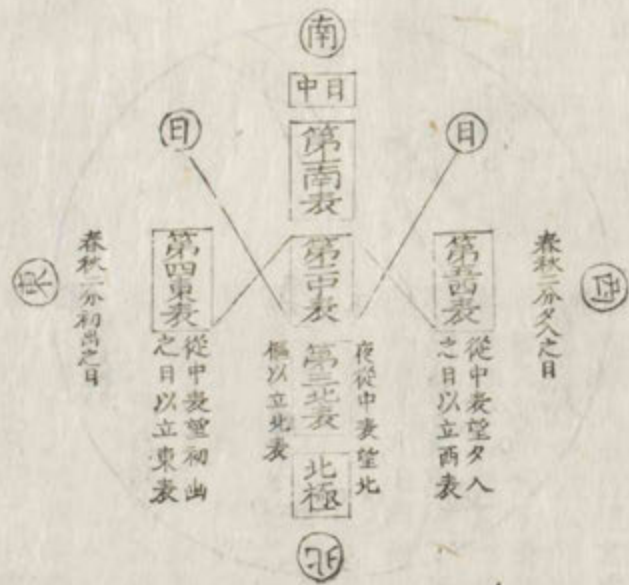 南
日中
日
日
第一南表
第二中表
第三北表
北極
北
西
春秋二分夕入之日
第五西表
從中表望夕入
之日以立西表
夜從中表望北
極以立北表
第四東表
從中表望初出
之日以立東表
春秋二分初出之日
東